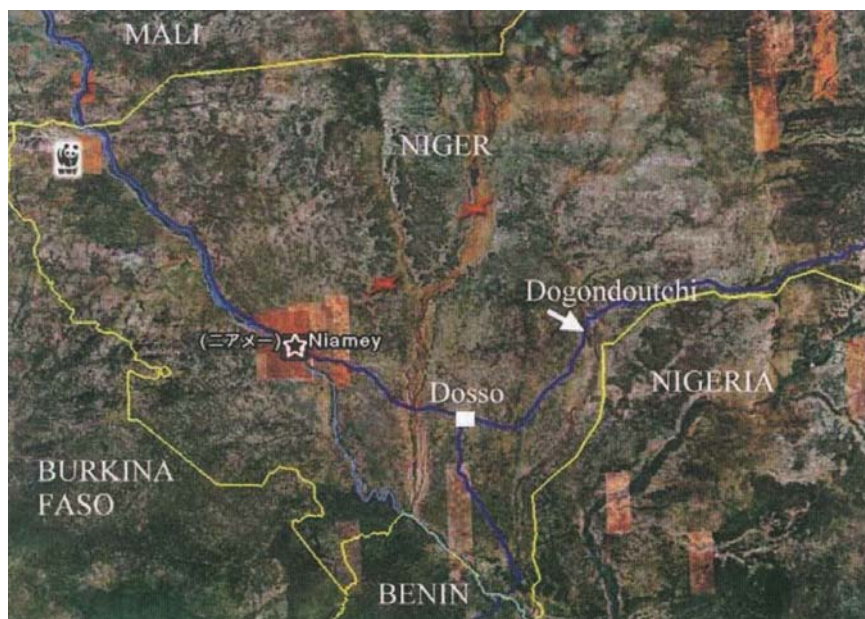 MALI
NIGER
WWF
Dogondoutchi
(ニアメー) Niamey
NIGERIA
Dosso
BURKINA
FASO
BENIN